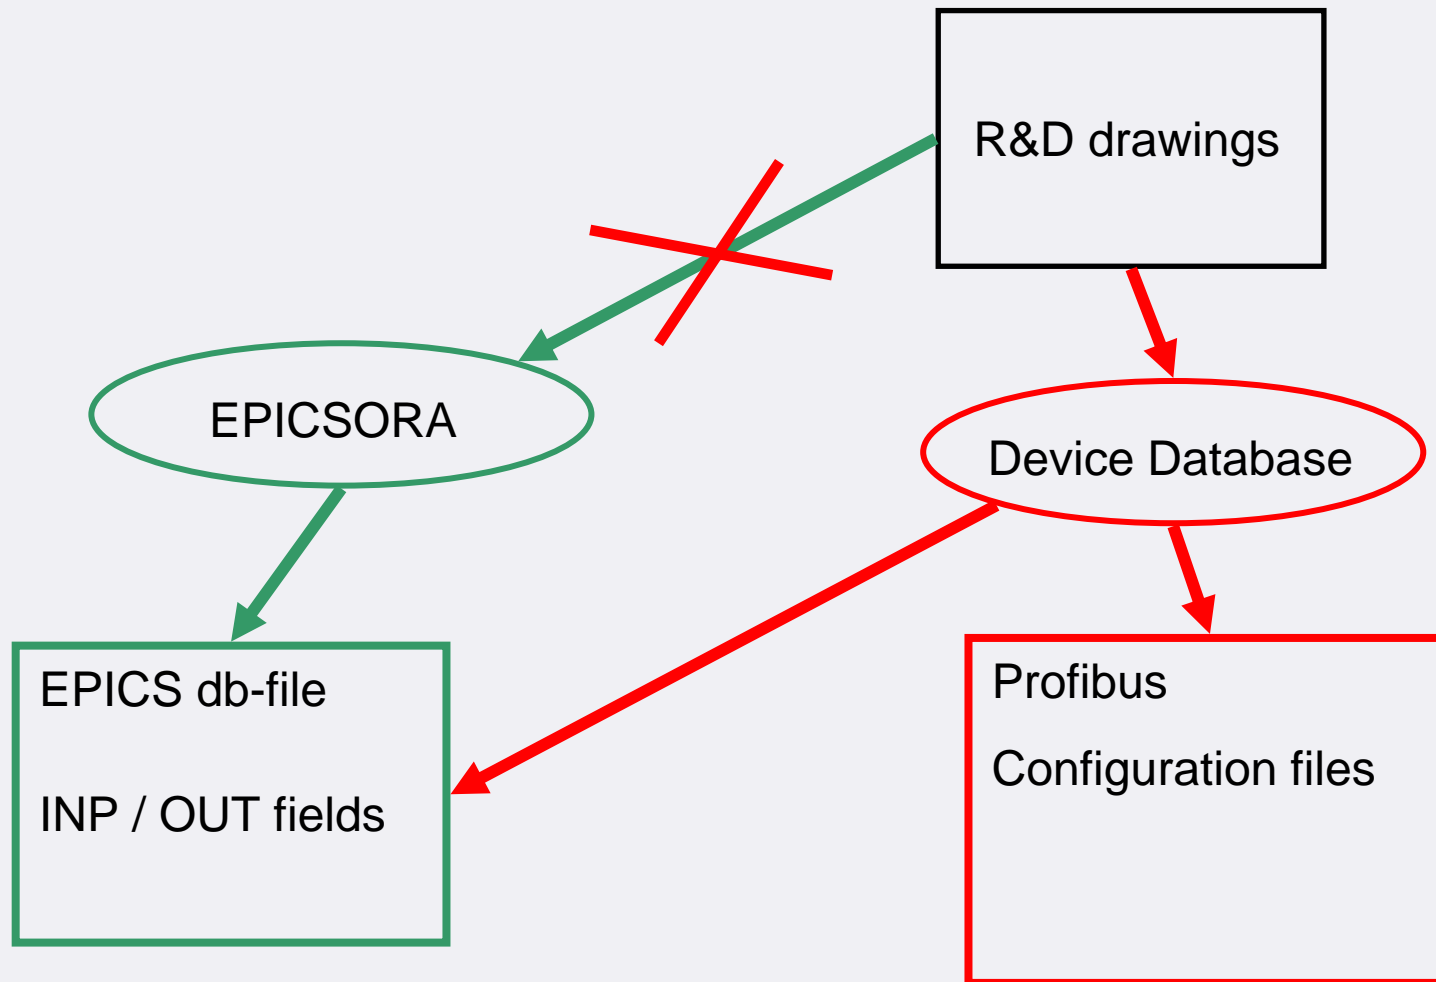 R&D drawings
EPICSORA
Device Database
EPICS db-file
INP / OUT fields
Profibus
Configuration files